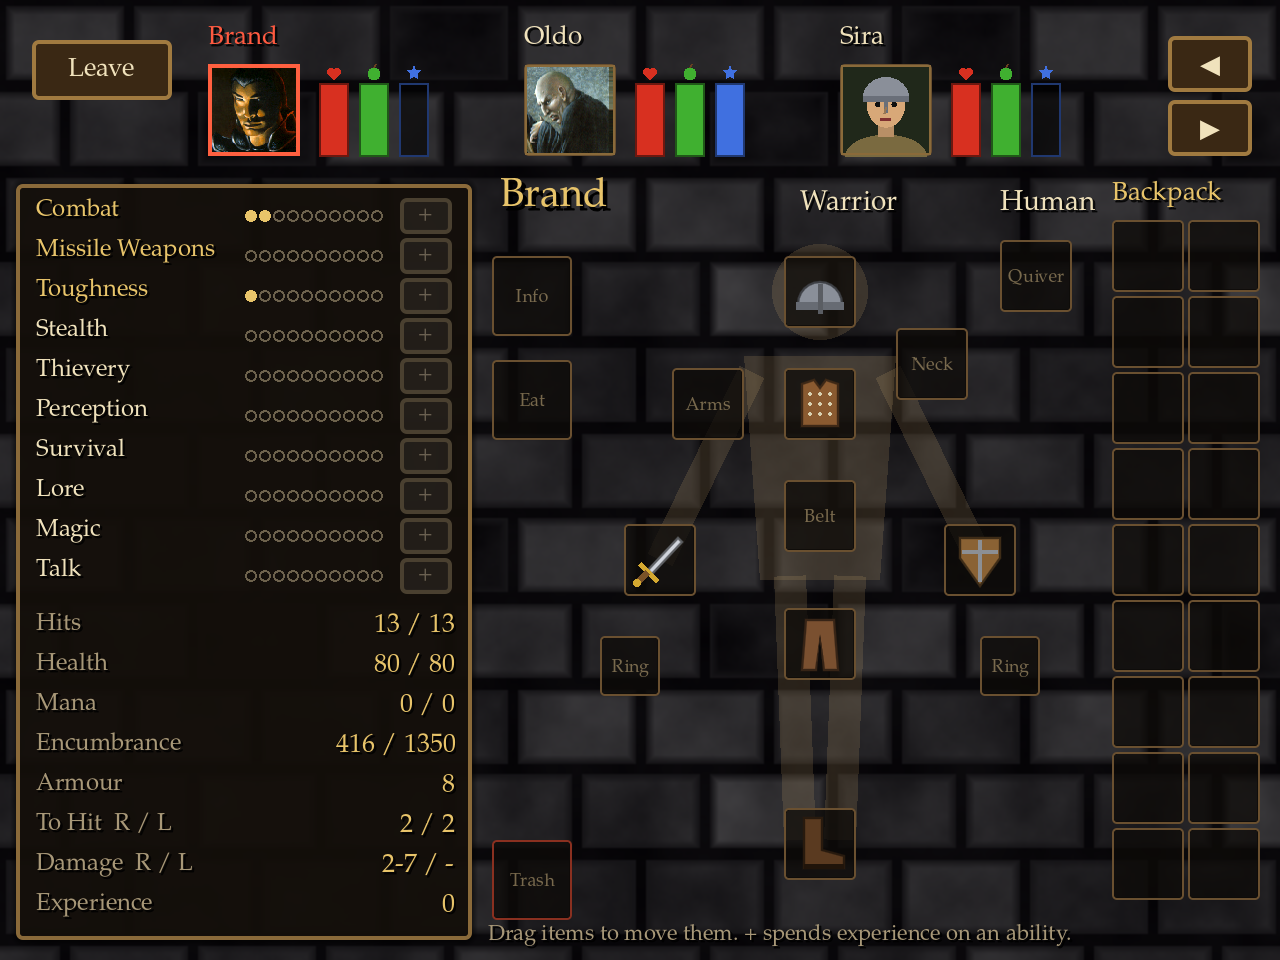 Leave
Brand
Oldo
Sira
Brand
Warrior
Human
Backpack
Combat
+
Missile Weapons
+
Toughness
+
Stealth
+
Thievery
+
Perception
+
Survival
+
Lore
+
Magic
+
Talk
+
Hits 13 / 13
Health 80 / 80
Mana 0 / 0
Encumbrance 416 / 1350
Armour 8
To Hit R / L 2 / 2
Damage R / L 2-7 / -
Experience 0
Info
Eat
Quiver
Neck
Arms
Belt
Ring
Ring
Trash
Drag items to move them. + spends experience on an ability.